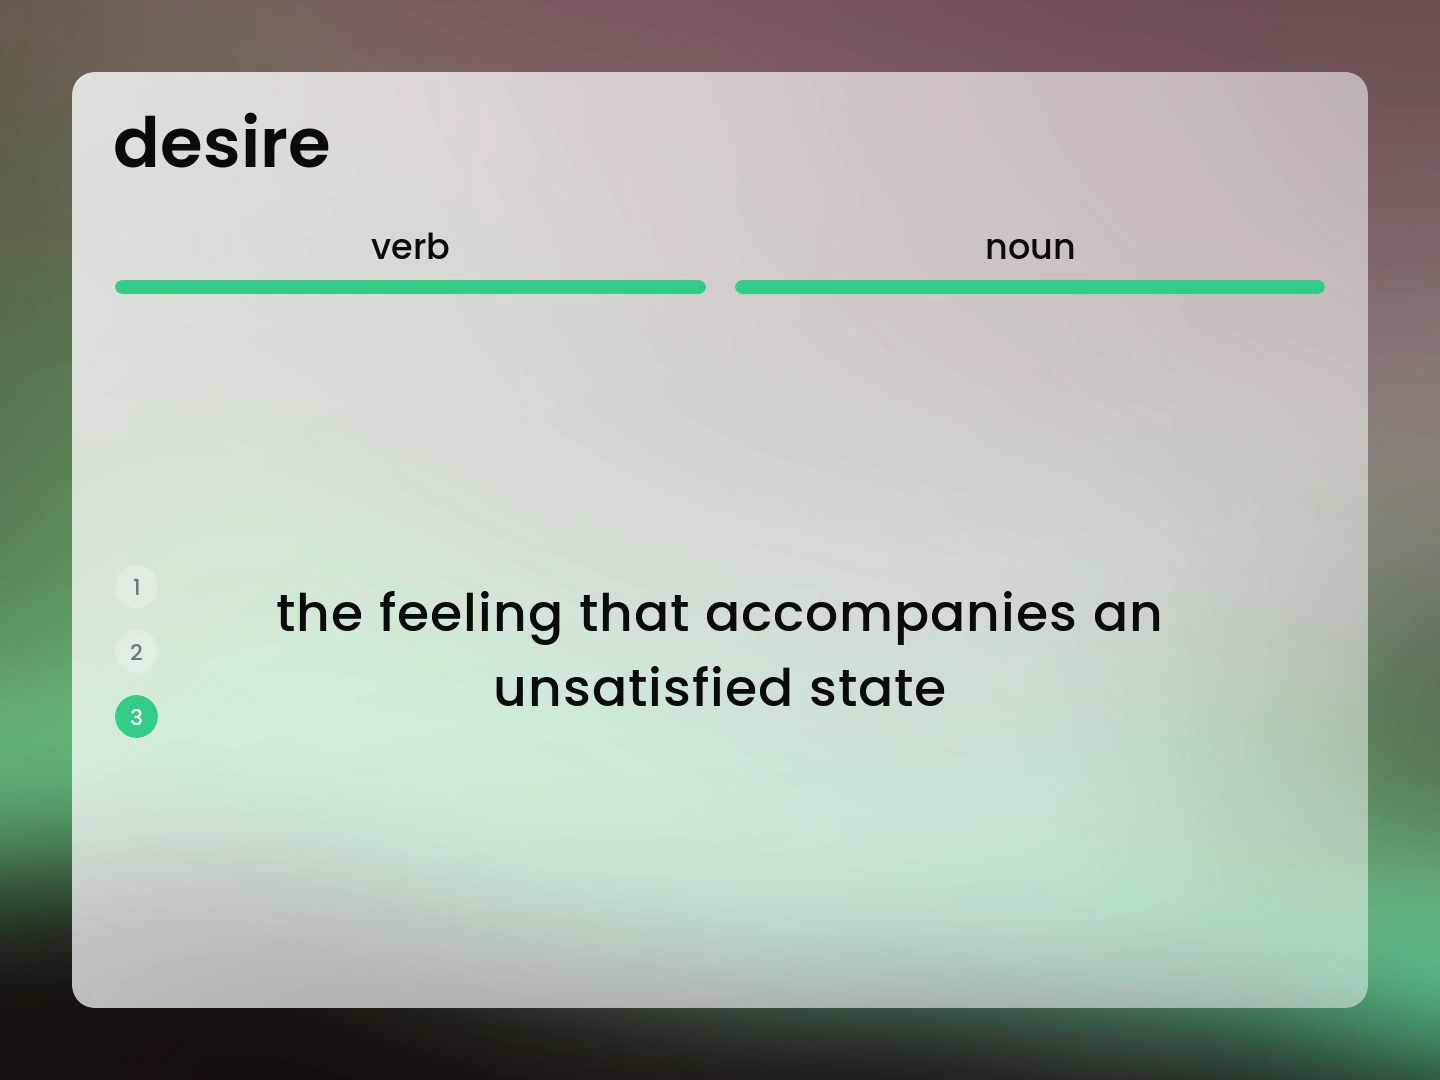 desire
verb
noun
1
2
3
the feeling that accompanies an
unsatisfied state